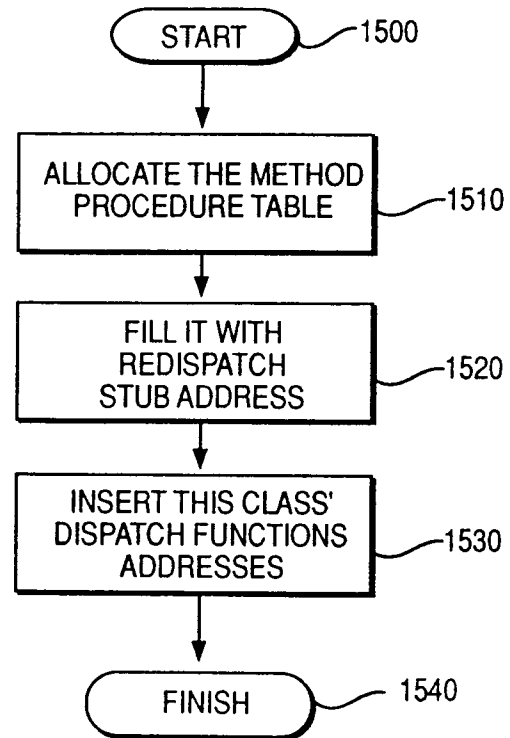 START
1500
ALLOCATE THE METHOD
PROCEDURE TABLE
1510
FILL IT WITH
REDISPATCH
STUB ADDRESS
1520
INSERT THIS CLASS'
DISPATCH FUNCTIONS
ADDRESSES
1530
FINISH
1540